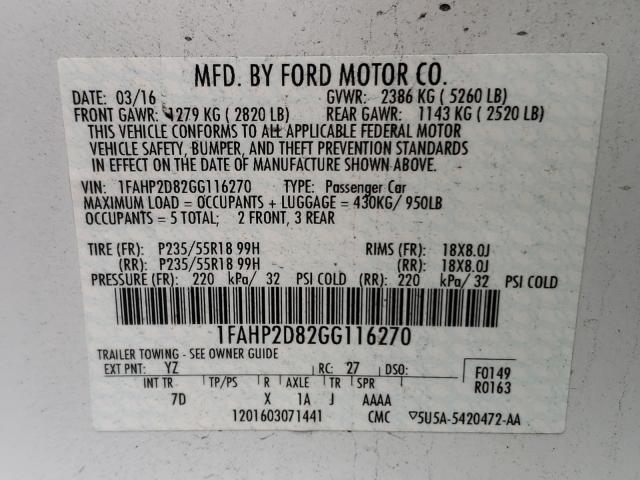 MFD. BY FORD MOTOR CO.
DATE: 03/16 GVWR: 2386 KG ( 5260 LB)
FRONT GAWR: 1279 KG ( 2820 LB) REAR GAWR: 1143 KG ( 2520 LB)
THIS VEHICLE CONFORMS TO ALL APPLICABLE FEDERAL MOTOR
VEHICLE SAFETY, BUMPER, AND THEFT PREVENTION STANDARDS
IN EFFECT ON THE DATE OF MANUFACTURE SHOWN ABOVE.
VIN: 1FAHP2D82GG116270 TYPE: Passenger Car
MAXIMUM LOAD = OCCUPANTS + LUGGAGE = 430KG/ 950LB
OCCUPANTS = 5 TOTAL; 2 FRONT, 3 REAR
TIRE (FR): P235/55R18 99H RIMS (FR): 18X8.0J
(RR): P235/55R18 99H (RR): 18X8.0J
PRESSURE (FR): 220 kPa/ 32 PSI COLD (RR): 220 kPa/ 32 PSI COLD
1FAHP2D82GG116270
TRAILER TOWING - SEE OWNER GUIDE
EXT PNT: YZ RC: 27 DSO: F0149
INT TR TP/PS R AXLE TR SPR R0163
7D X 1A J AAAA
1201603071441 CMC ▽5U5A-5420472-AA